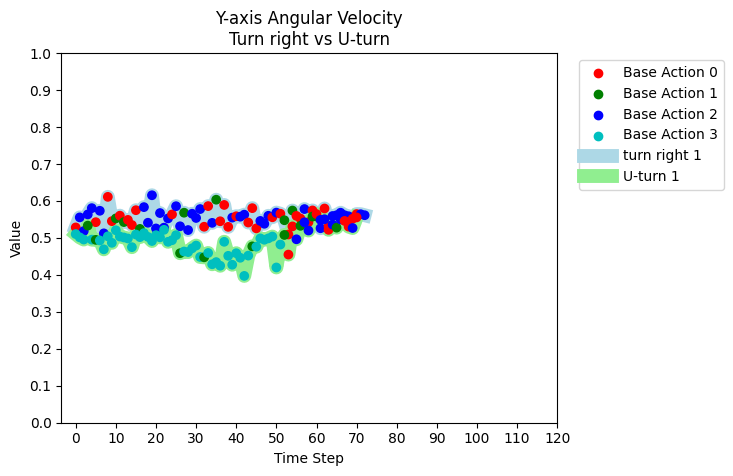 Y-axis Angular Velocity
Turn right vs U-turn
Value
1.0
0.9
0.8
0.7
0.6
0.5
0.4
0.3
0.2
0.1
0.0
0 10 20 30 40 50 60 70 80 90 100 110 120
Time Step
Base Action 0
Base Action 1
Base Action 2
Base Action 3
turn right 1
U-turn 1